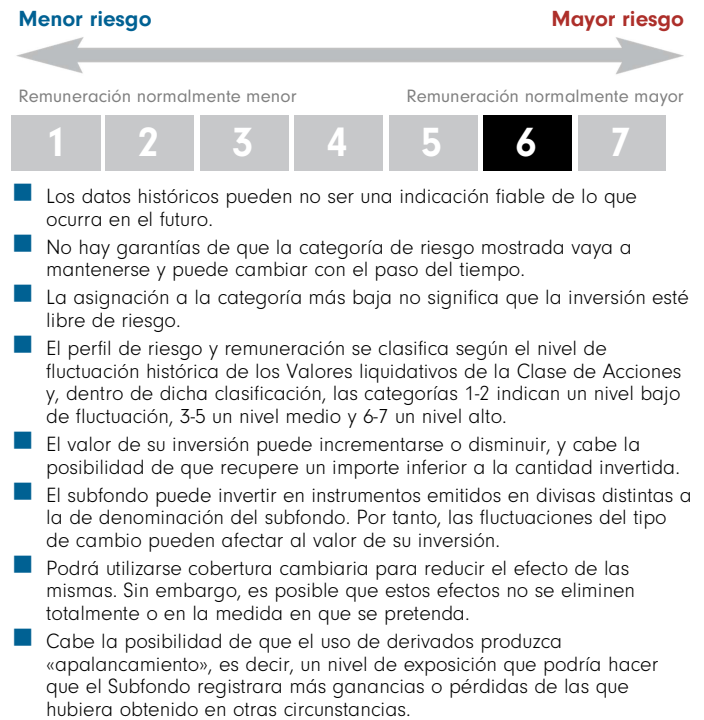 Menor riesgo Mayor riesgo
Remuneración normalmente menor Remuneración normalmente mayor
1 2 3 4 5 6 7
Los datos históricos pueden no ser una indicación fiable de lo que
ocurra en el futuro.
No hay garantías de que la categoría de riesgo mostrada vaya a
mantenerse y puede cambiar con el paso del tiempo.
La asignación a la categoría más baja no significa que la inversión esté
libre de riesgo.
El perfil de riesgo y remuneración se clasifica según el nivel de
fluctuación histórica de los Valores liquidativos de la Clase de Acciones
y, dentro de dicha clasificación, las categorías 1-2 indican un nivel bajo
de fluctuación, 3-5 un nivel medio y 6-7 un nivel alto.
El valor de su inversión puede incrementarse o disminuir, y cabe la
posibilidad de que recupere un importe inferior a la cantidad invertida.
El subfondo puede invertir en instrumentos emitidos en divisas distintas a
la de denominación del subfondo. Por tanto, las fluctuaciones del tipo
de cambio pueden afectar al valor de su inversión.
Podrá utilizarse cobertura cambiaria para reducir el efecto de las
mismas. Sin embargo, es posible que estos efectos no se eliminen
totalmente o en la medida en que se pretenda.
Cabe la posibilidad de que el uso de derivados produzca
«apalancamiento», es decir, un nivel de exposición que podría hacer
que el Subfondo registrara más ganancias o pérdidas de las que
hubiera obtenido en otras circunstancias.